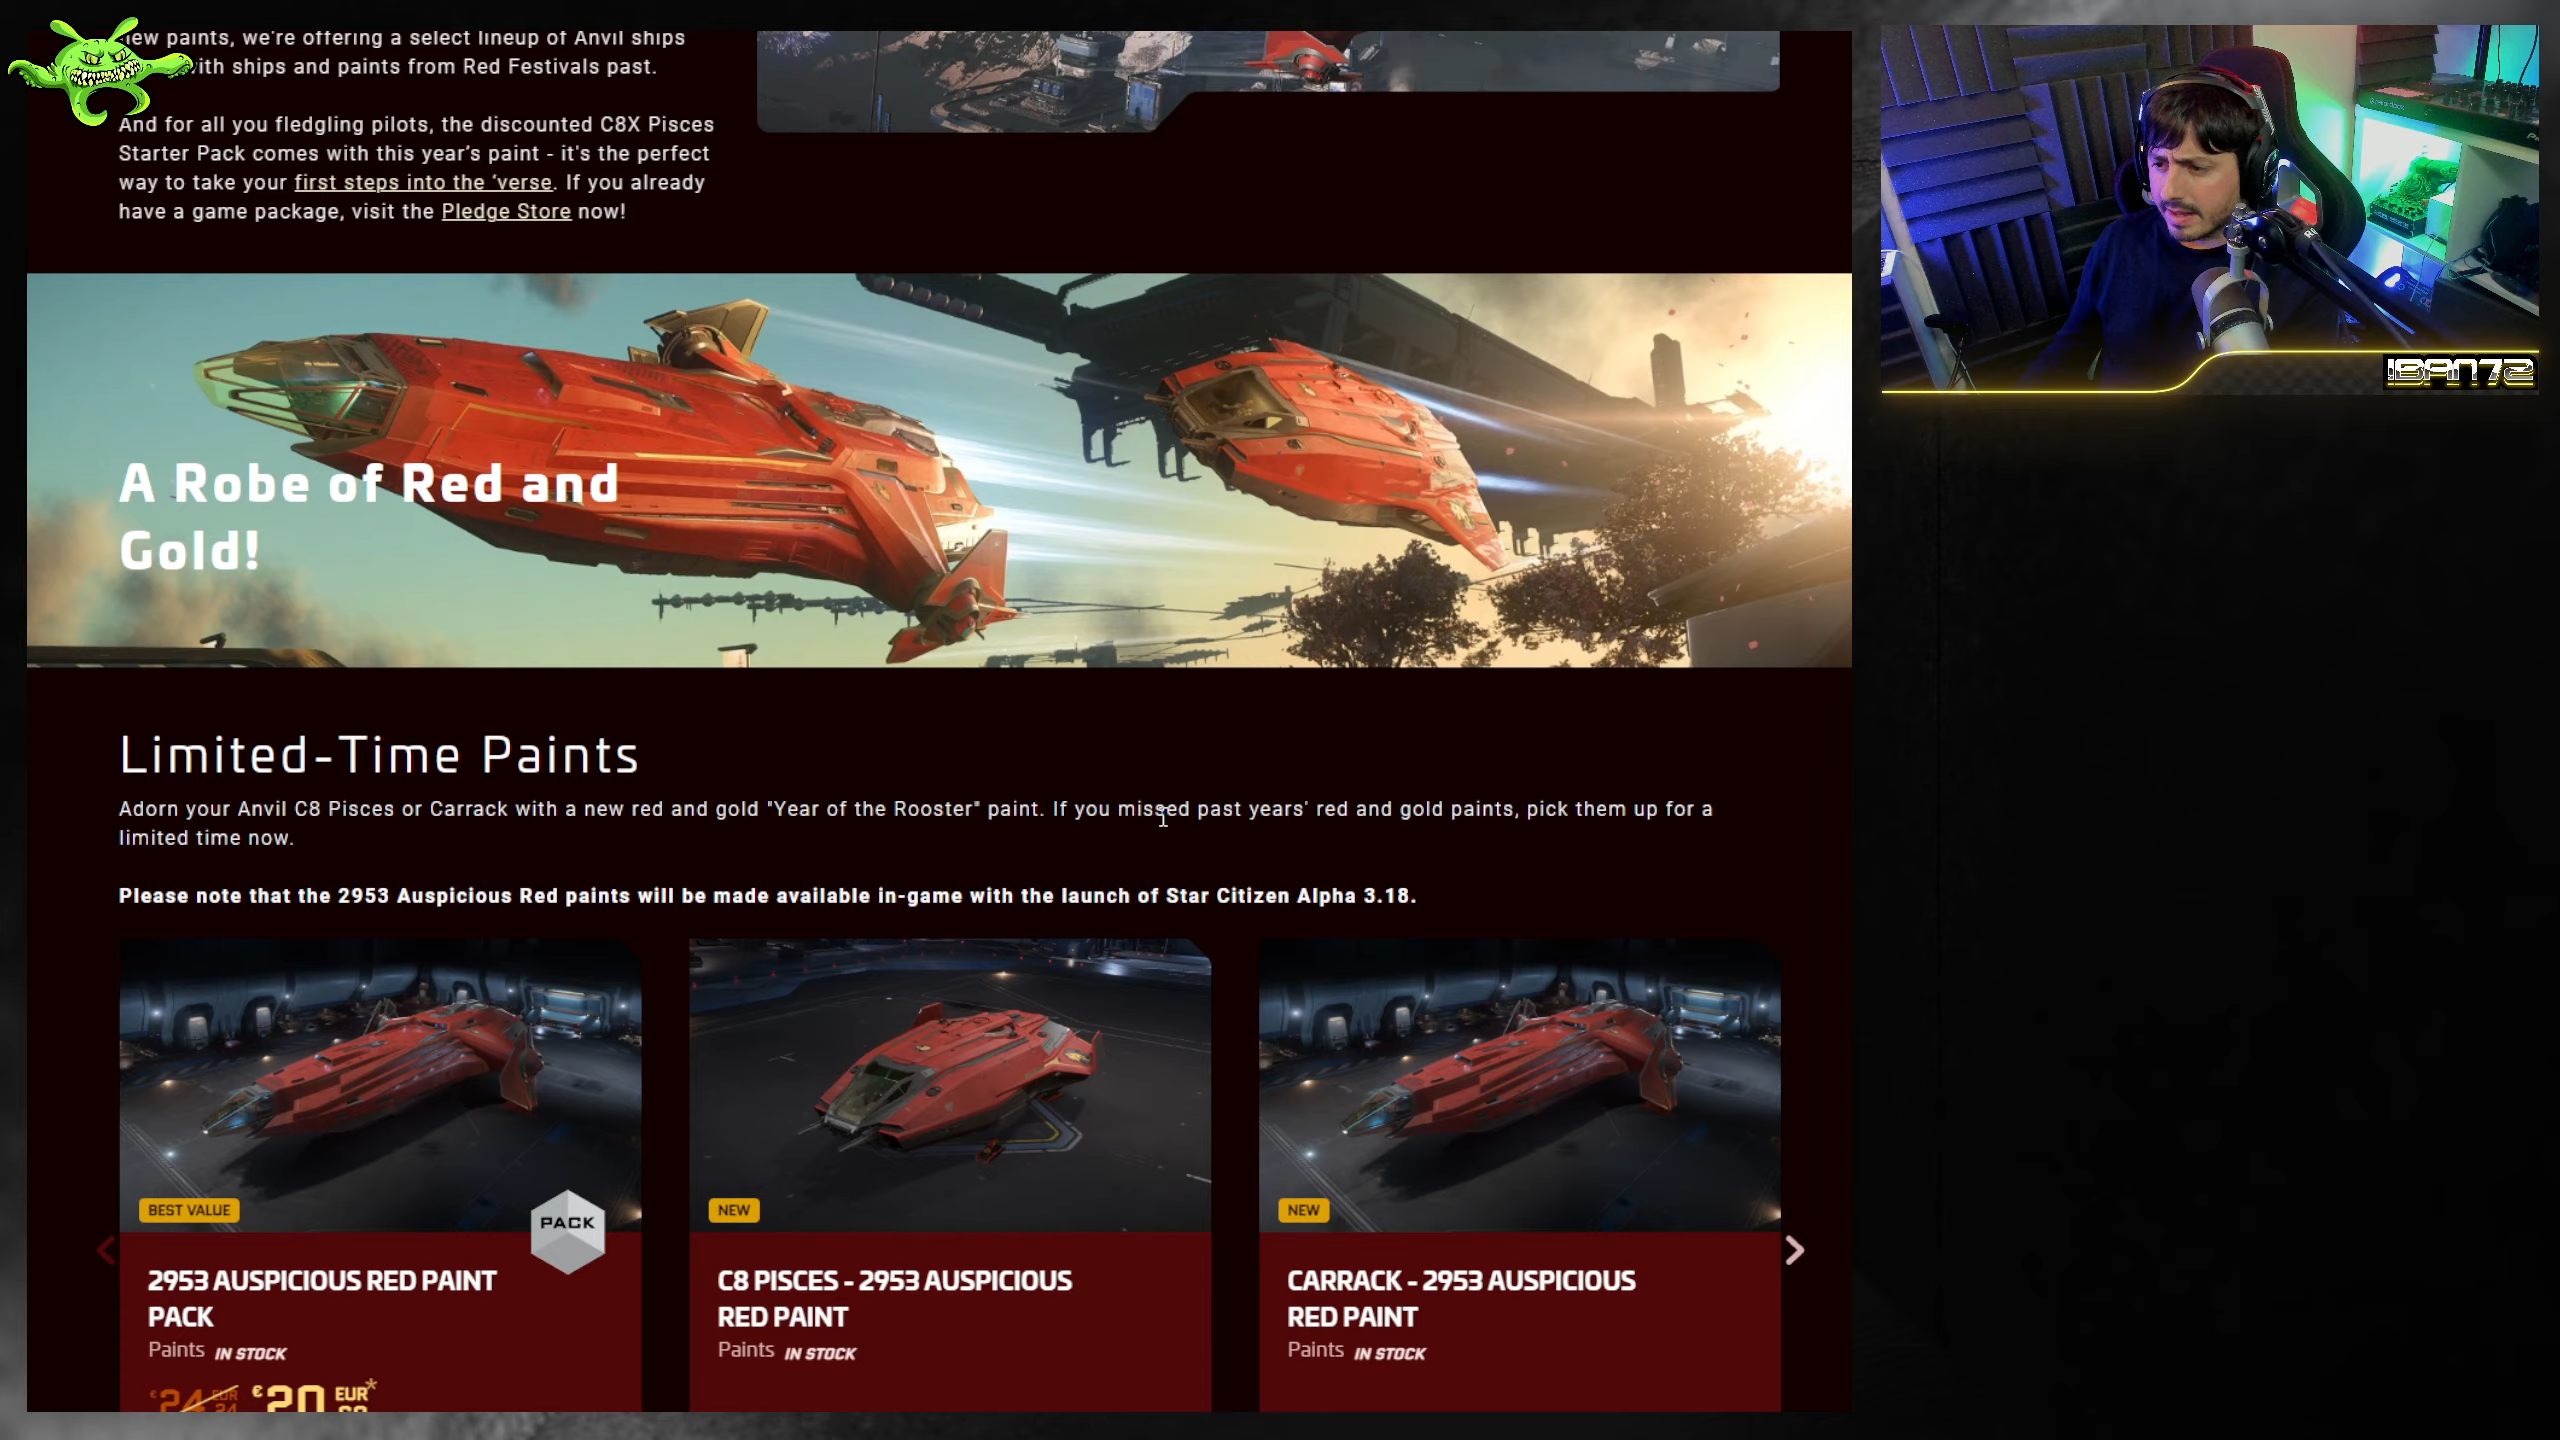 new paints, we're offering a select lineup of Anvil ships
with ships and paints from Red Festivals past.
And for all you fledgling pilots, the discounted C8X Pisces
Starter Pack comes with this year's paint - it's the perfect
way to take your first steps into the ‘verse. If you already
have a game package, visit the Pledge Store now!
IBAN72
A Robe of Red and
Gold!
Limited-Time Paints
Adorn your Anvil C8 Pisces or Carrack with a new red and gold "Year of the Rooster" paint. If you missed past years' red and gold paints, pick them up for a
limited time now.
Please note that the 2953 Auspicious Red paints will be made available in-game with the launch of Star Citizen Alpha 3.18.
BEST VALUE
PACK
NEW
NEW
2953 AUSPICIOUS RED PAINT
PACK
Paints IN STOCK
€24 EUR €20 EUR*
C8 PISCES - 2953 AUSPICIOUS
RED PAINT
Paints IN STOCK
CARRACK - 2953 AUSPICIOUS
RED PAINT
Paints IN STOCK